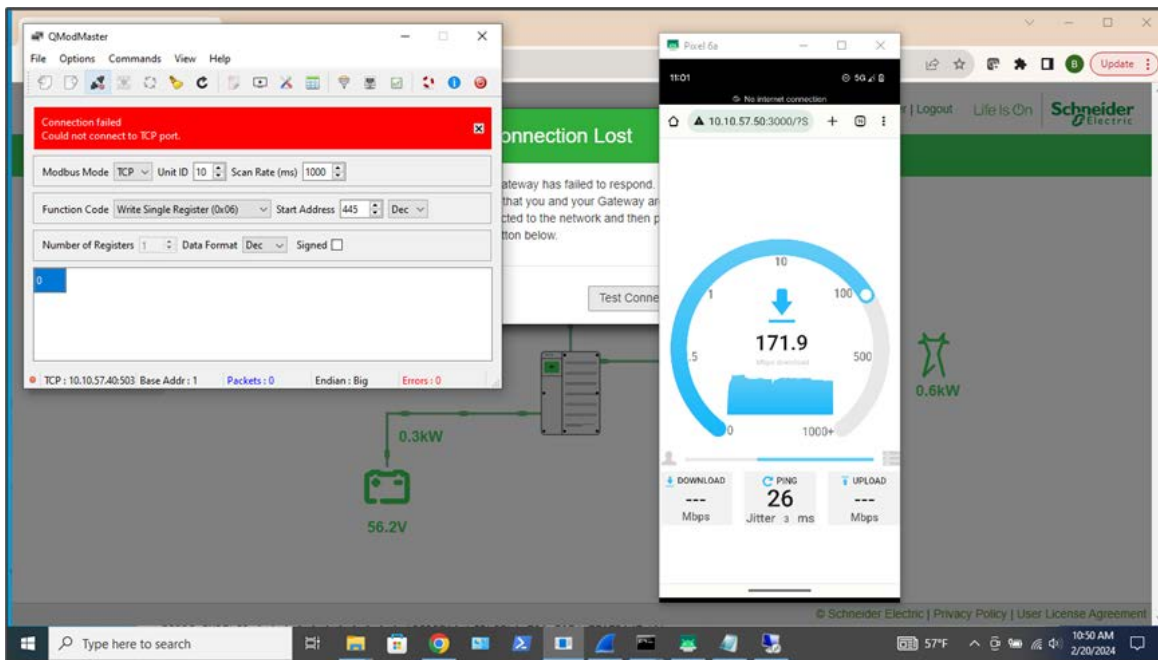 QModMaster
File Options Commands View Help
Connection failed
Could not connect to TCP port.
Modbus Mode TCP Unit ID 10 Scan Rate (ms) 1000
Function Code Write Single Register (0x06) Start Address 445 Dec
Number of Registers 1 Data Format Dec Signed
0
TCP : 10.10.57.40:503 Base Addr : 1 Packets : 0 Endian : Big Errors : 0
onnection Lost
ateway has failed to respond.
that you and your Gateway ar
cted to the network and then p
tton below.
Test Conne
Pixel 6a
11:01
5G
No internet connection
10.10.57.50:3000/?S
10
1
100
.5
171.9
Mbps download
500
0
1000+
DOWNLOAD PING UPLOAD
--- 26 ---
Mbps Jitter 3 ms Mbps
B Update
r | Logout Life Is On Schneider
Electric
0.6kW
0.3kW
56.2V
© Schneider Electric | Privacy Policy | User License Agreement
Type here to search
57°F
10:50 AM
2/20/2024